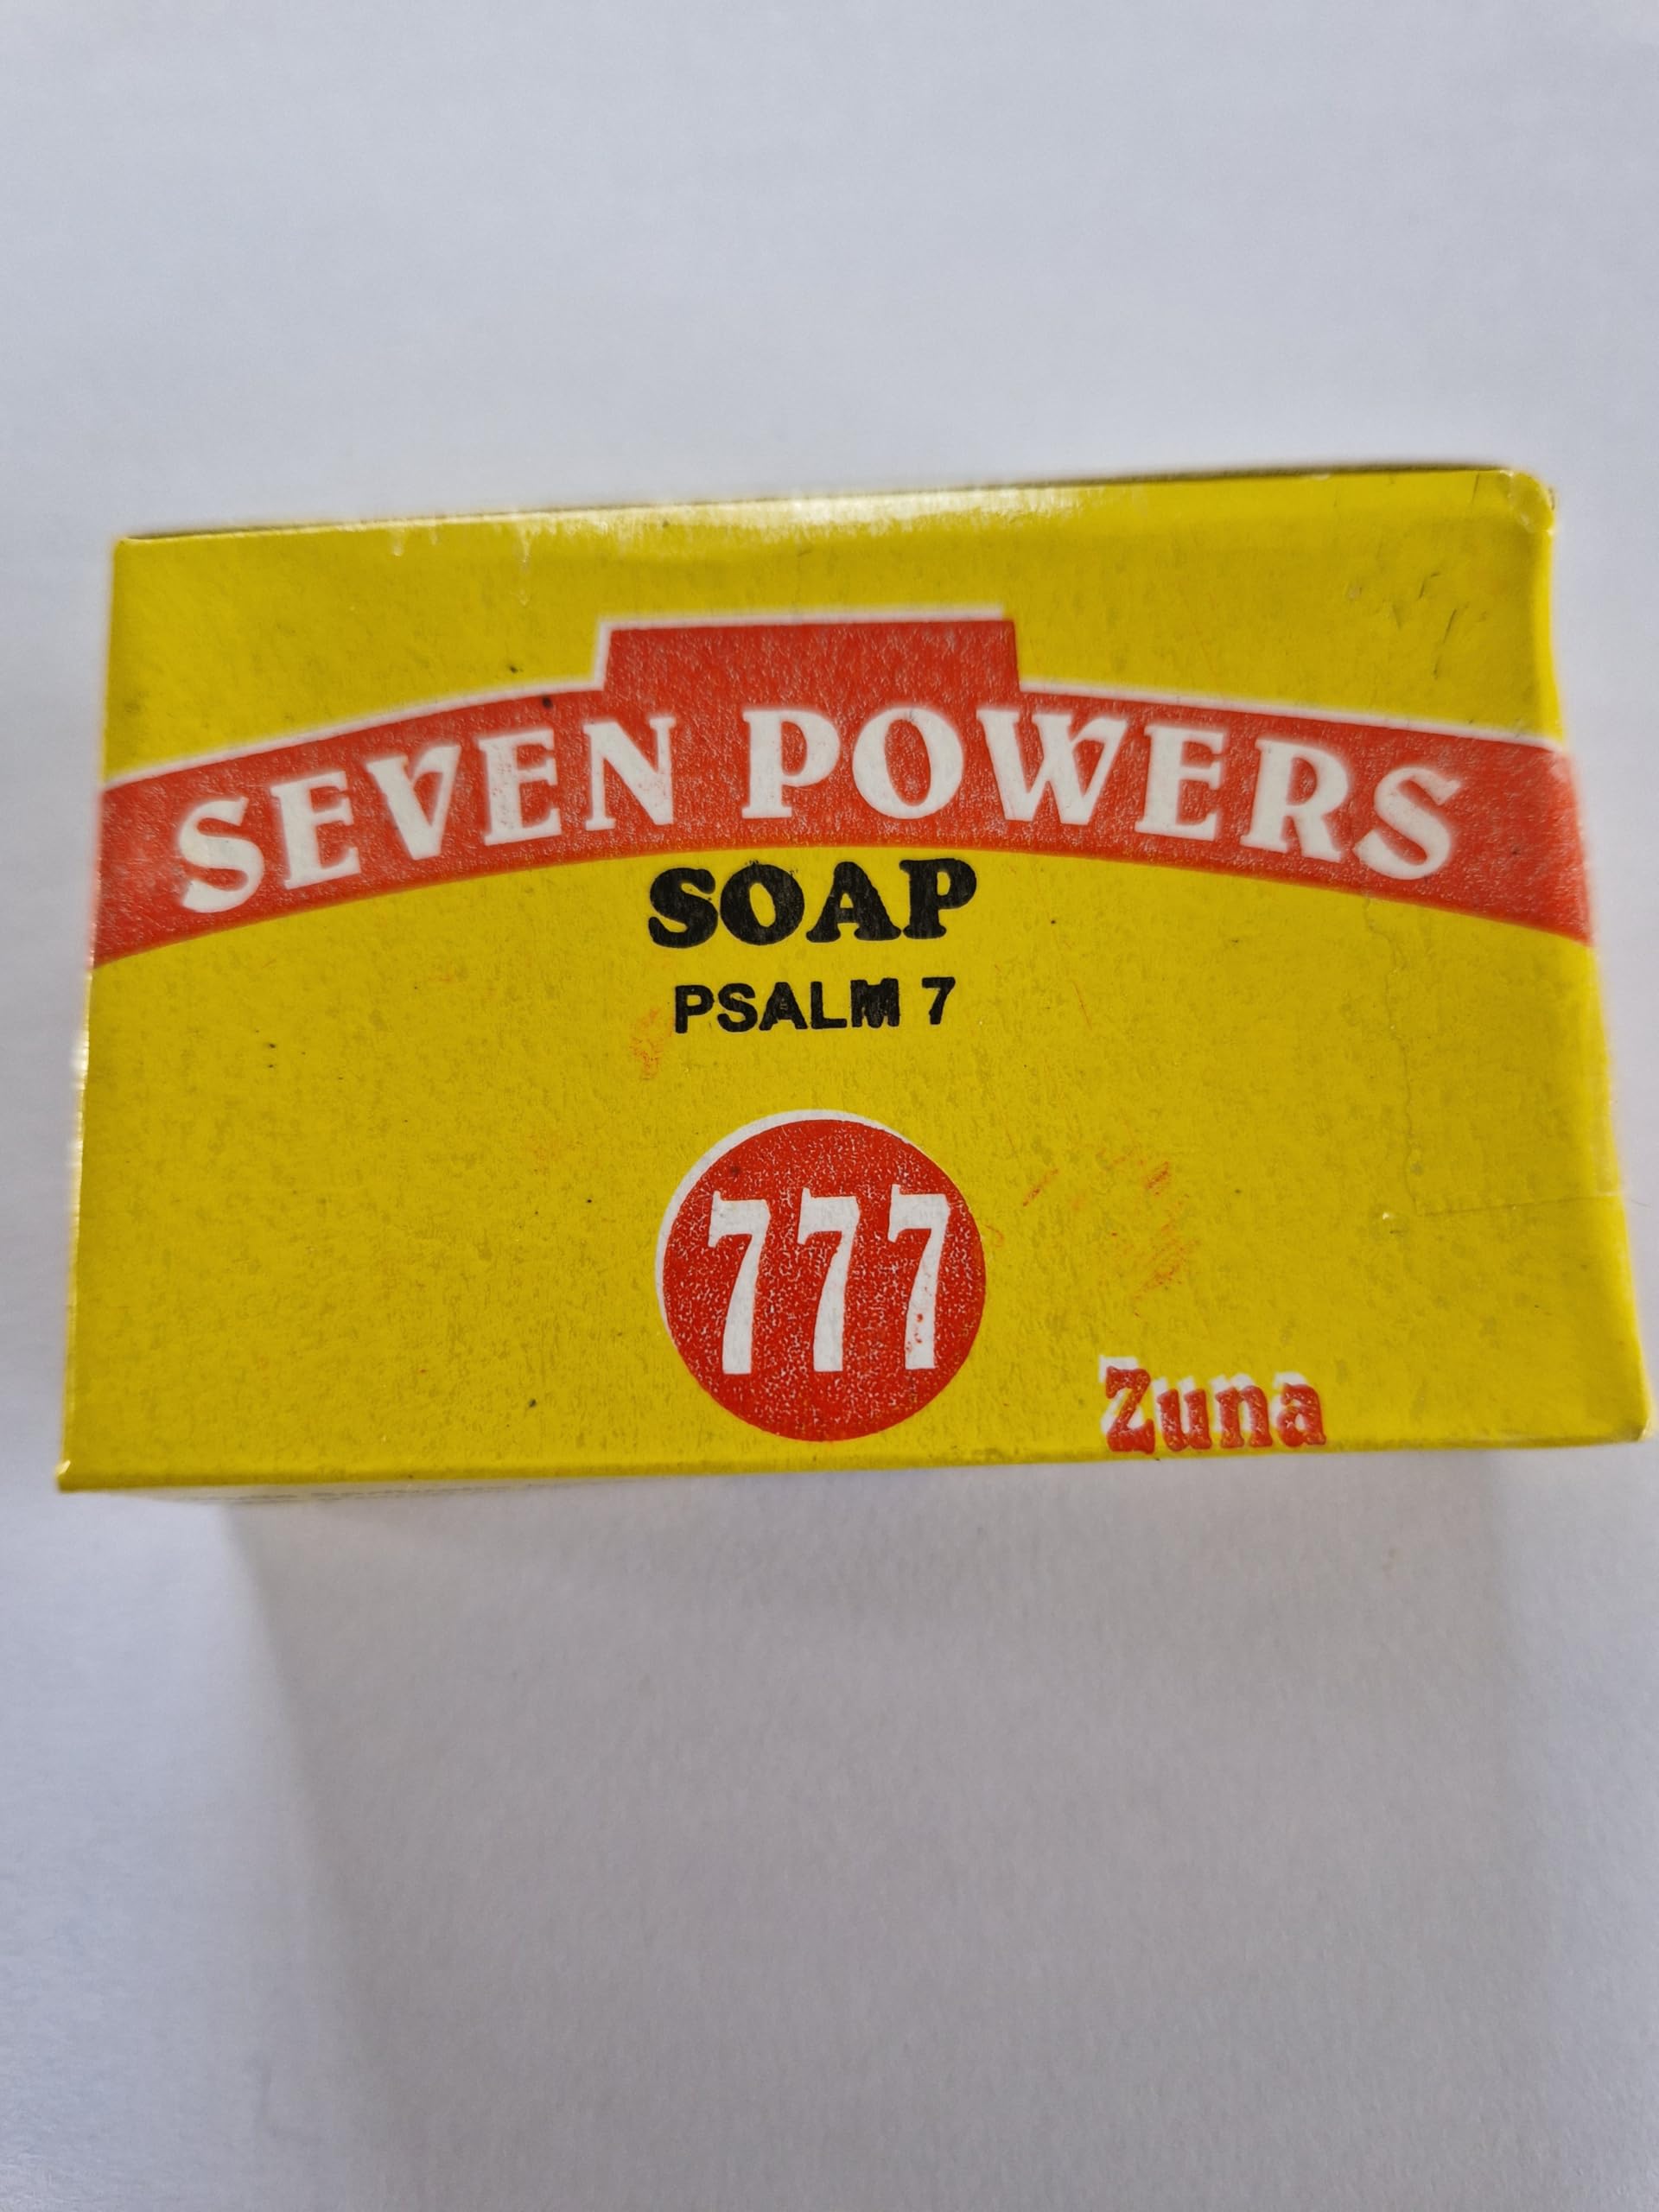 SEVEN POWERS
SOAP
PSALM 7
777
Zuna